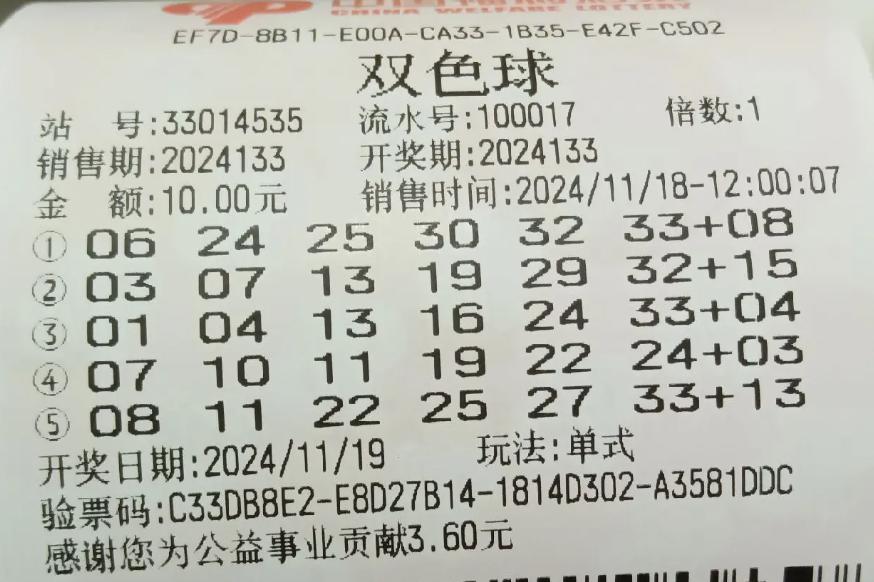 CHINA WELFARE LOTTERY
EF7D-8B11-E00A-CA33-1B35-E42F-C502
双色球
站 号:33014535 流水号:100017 倍数:1
销售期:2024133 开奖期:2024133
金 额:10.00元 销售时间:2024/11/18-12:00:07
① 06 24 25 30 32 33+08
② 03 07 13 19 29 32+15
③ 01 04 13 16 24 33+04
④ 07 10 11 19 22 24+03
⑤ 08 11 22 25 27 33+13
开奖日期:2024/11/19 玩法:单式
验票码:C33DB8E2-E8D27B14-1814D302-A3581DDC
感谢您为公益事业贡献3.60元